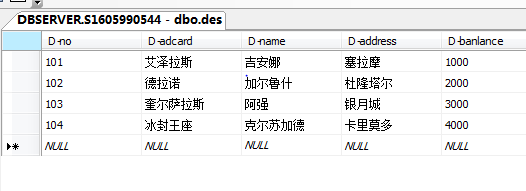 DBSERVER.S1605990544 - dbo.des
D-no D-adcard D-name D-address D-banlance
101 艾泽拉斯 吉安娜 塞拉摩 1000
102 德拉诺 加尔鲁什 杜隆塔尔 2000
103 奎尔萨拉斯 阿强 银月城 3000
104 冰封王座 克尔苏加德 卡里莫多 4000
NULL NULL NULL NULL NULL